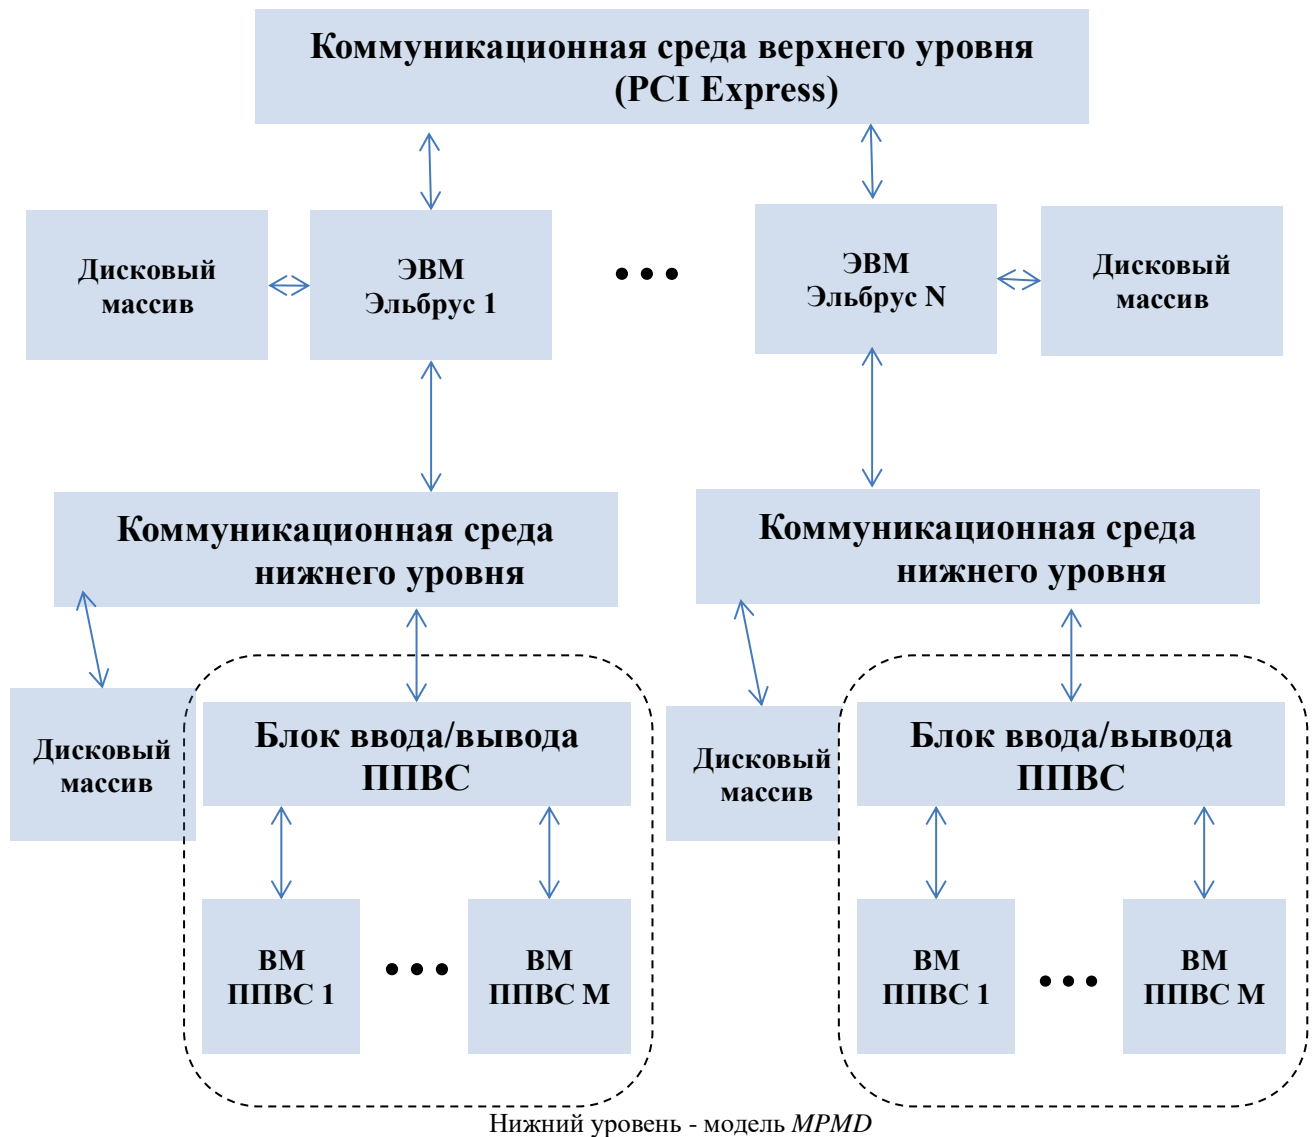 Коммуникационная среда верхнего уровня
(PCI Express)
Дисковый
массив
ЭВМ
Эльбрус 1
ЭВМ
Эльбрус N
Дисковый
массив
Коммуникационная среда
нижнего уровня
Коммуникационная среда
нижнего уровня
Дисковый
массив
Блок ввода/вывода
ППВС
Дисковый
массив
Блок ввода/вывода
ППВС
ВМ
ППВС 1
ВМ
ППВС М
ВМ
ППВС 1
ВМ
ППВС М
Нижний уровень - модель MPMD